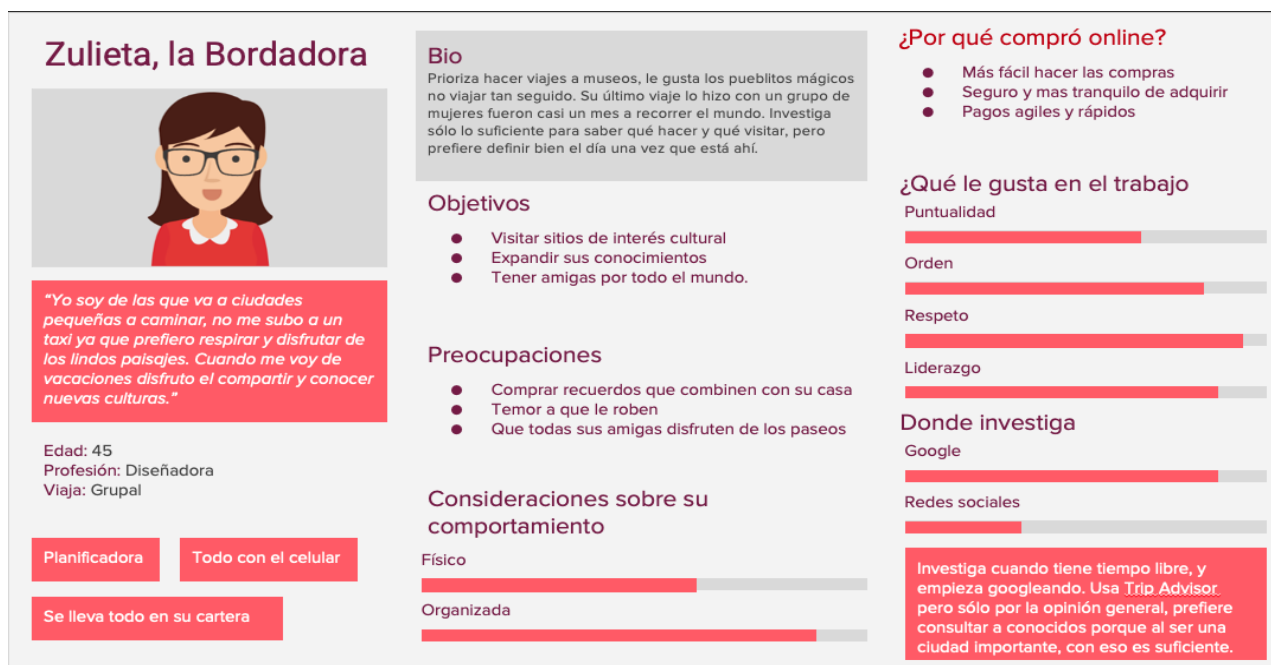 Zulieta, la Bordadora
“Yo soy de las que va a ciudades
pequeñas a caminar, no me subo a un
taxi ya que prefiero respirar y disfrutar de
los lindos paisajes. Cuando me voy de
vacaciones disfruto el compartir y conocer
nuevas culturas.”
Edad: 45
Profesión: Diseñadora
Viaja: Grupal
Planificadora
Todo con el celular
Se lleva todo en su cartera
Bio
Prioriza hacer viajes a museos, le gusta los pueblitos mágicos
no viajar tan seguido. Su último viaje lo hizo con un grupo de
mujeres fueron casi un mes a recorrer el mundo. Investiga
sólo lo suficiente para saber qué hacer y qué visitar, pero
prefiere definir bien el día una vez que está ahí.
Objetivos
● Visitar sitios de interés cultural
● Expandir sus conocimientos
● Tener amigas por todo el mundo.
Preocupaciones
● Comprar recuerdos que combinen con su casa
● Temor a que le roben
● Que todas sus amigas disfruten de los paseos
Consideraciones sobre su
comportamiento
Físico
Organizada
¿Por qué compró online?
● Más fácil hacer las compras
● Seguro y mas tranquilo de adquirir
● Pagos agiles y rápidos
¿Qué le gusta en el trabajo
Puntualidad
Orden
Respeto
Liderazgo
Donde investiga
Google
Redes sociales
Investiga cuando tiene tiempo libre, y
empieza googleando. Usa Trip Advisor
pero sólo por la opinión general, prefiere
consultar a conocidos porque al ser una
ciudad importante, con eso es suficiente.